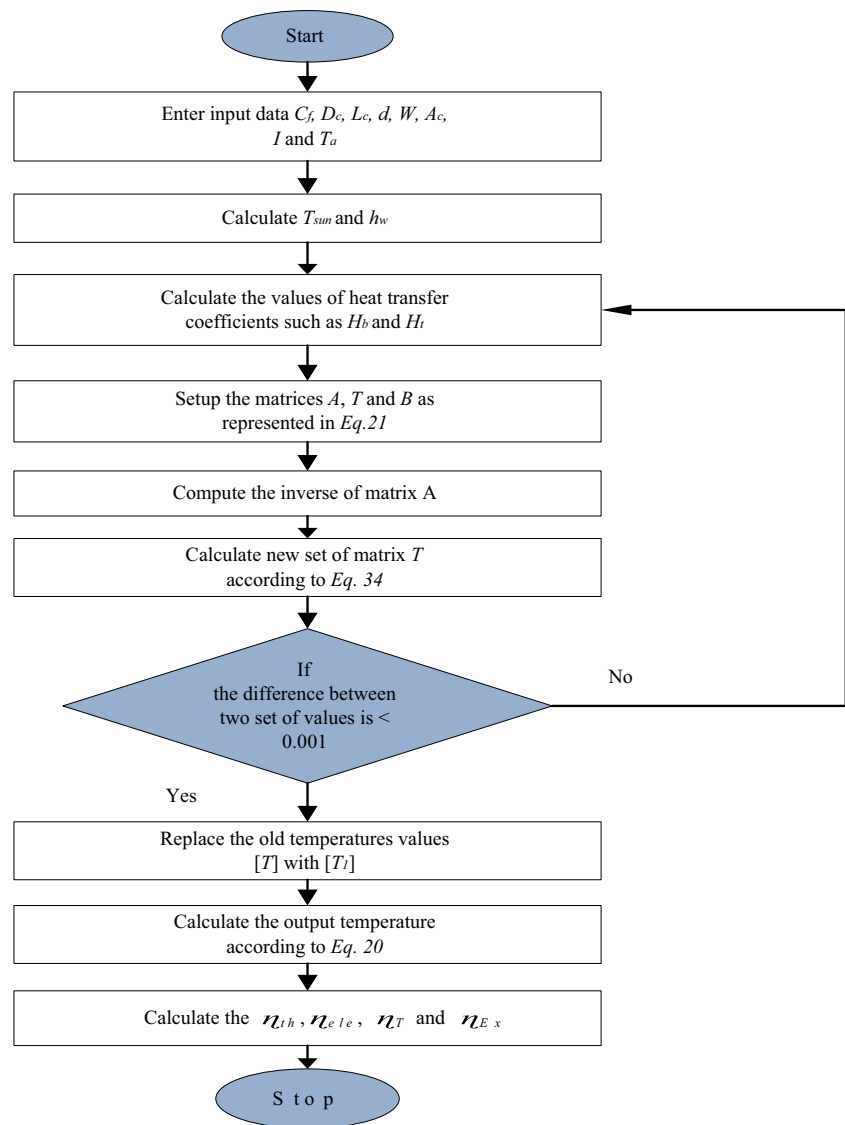 Start
Enter input data Cf, Dc, Lc, d, W, Ac,
I and Ta
Calculate Tsun and hw
Calculate the values of heat transfer
coefficients such as Hb and Ht
Setup the matrices A, T and B as
represented in Eq.21
Compute the inverse of matrix A
Calculate new set of matrix T
according to Eq. 34
If
the difference between
two set of values is <
0.001
No
Yes
Replace the old temperatures values
[T] with [T1]
Calculate the output temperature
according to Eq. 20
Calculate the ηth, ηele, ηT and ηEx
Stop